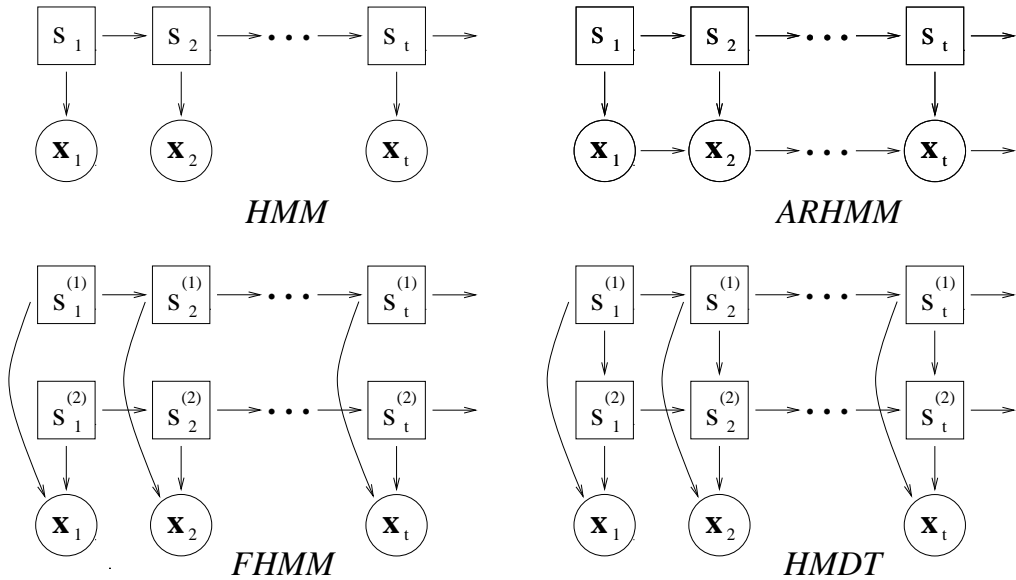 S 1 S 2 • • • S t S 1 S 2 • • • S t
x 1 x 2 x t x 1 x 2 • • • x t
HMM ARHMM
S 1 (1) S 2 (1) • • • S t (1) S 1 (1) S 2 (1) • • • S t (1)
S 1 (2) S 2 (2) • • • S t (2) S 1 (2) S 2 (2) • • • S t (2)
x 1 x 2 x t x 1 x 2 x t
FHMM HMDT